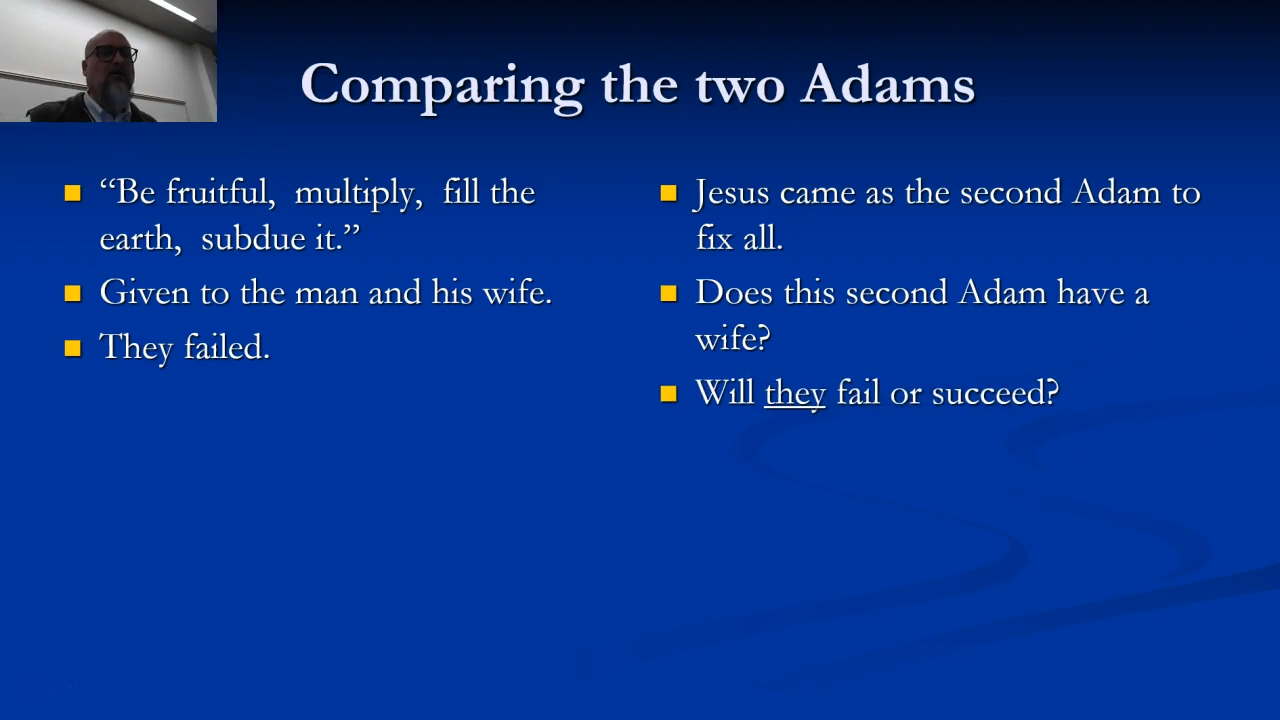 Comparing the two Adams
“Be fruitful, multiply, fill the
earth, subdue it.”
Given to the man and his wife.
They failed.
Jesus came as the second Adam to
fix all.
Does this second Adam have a
wife?
Will they fail or succeed?